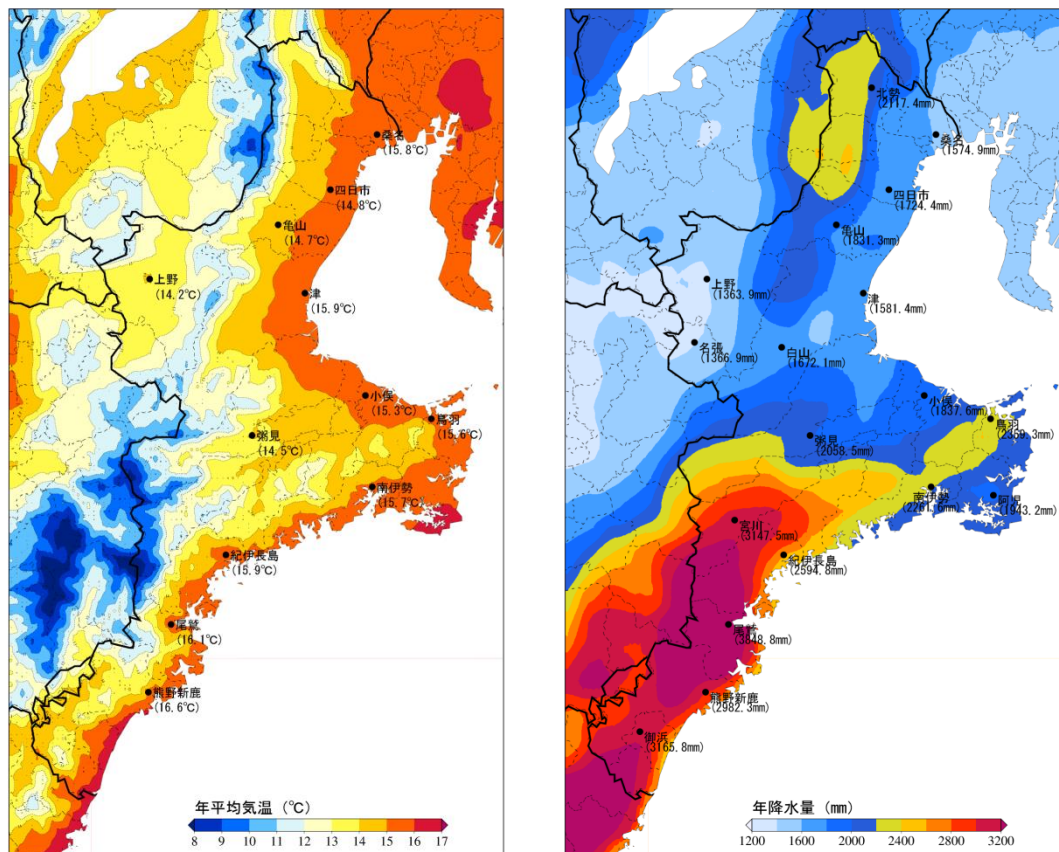 桑名
(15.8℃)
四日市
(14.8℃)
亀山
(14.7℃)
上野
(14.2℃)
津
(15.9℃)
小俣
(15.3℃)
鳥羽
(15.6℃)
粥見
(14.5℃)
南伊勢
(15.7℃)
紀伊長島
(15.9℃)
尾鷲
(16.1℃)
熊野新鹿
(16.6℃)
年平均気温 (℃)
8 9 10 11 12 13 14 15 16 17
北勢
(2117.4mm)
桑名
(1574.9mm)
四日市
(1724.4mm)
亀山
(1831.3mm)
上野
(1363.9mm)
津
(1581.4mm)
名張
(1366.9mm)
白山
(1672.1mm)
小俣
(1837.6mm)
鳥羽
(2359.3mm)
粥見
(2058.5mm)
南伊勢
(2261.6mm)
阿児
(1943.2mm)
宮川
(3147.5mm)
紀伊長島
(2594.8mm)
尾鷲
(3848.8mm)
熊野新鹿
(2982.3mm)
御浜
(3165.8mm)
年降水量 (mm)
1200 1600 2000 2400 2800 3200